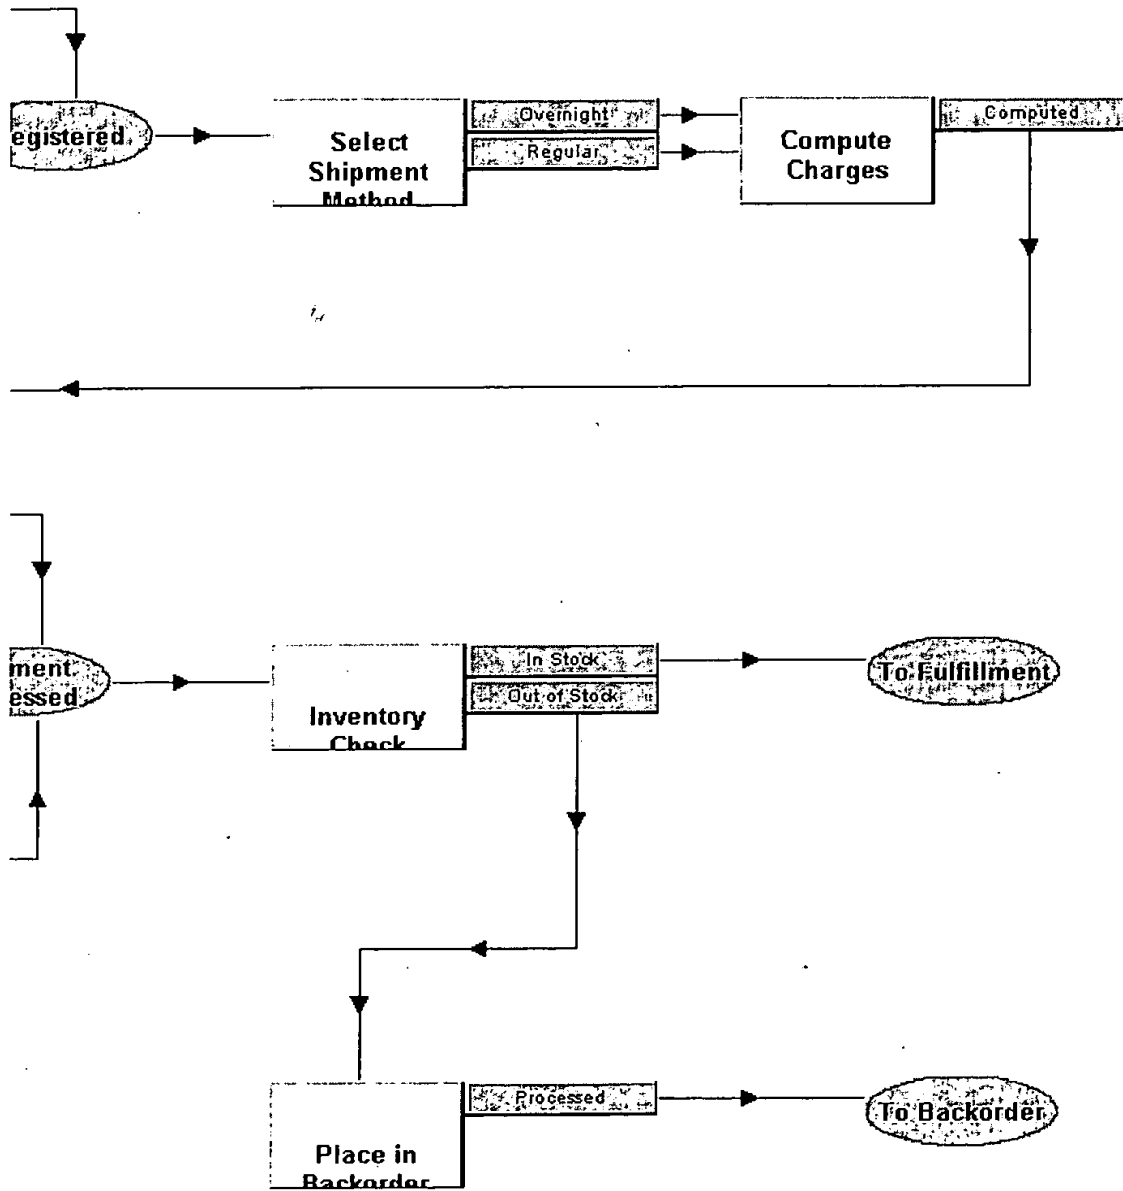 egistered
Select
Shipment
Method
Overnight
Regular
Compute
Charges
Computed
ment
essed
Inventory
Check
In Stock
Out of Stock
To Fulfillment
Place in
Backorder
Processed
To Backorder